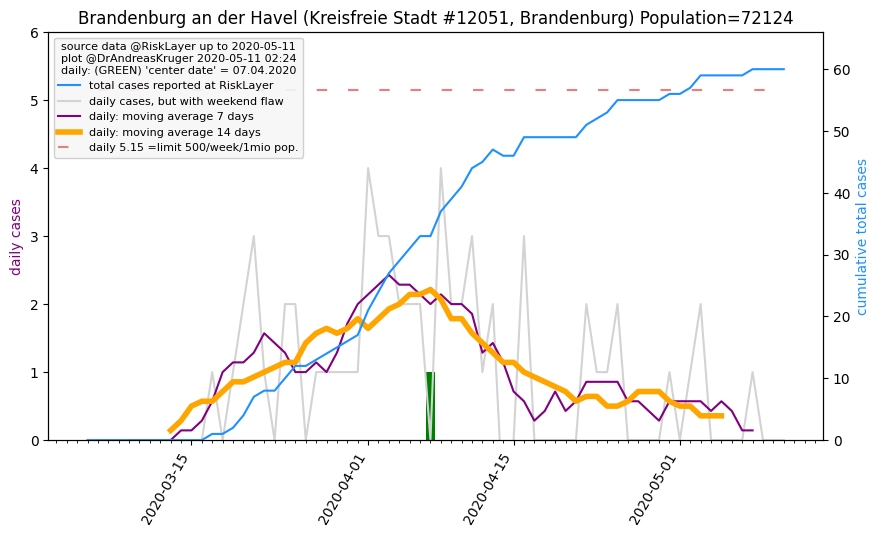 Brandenburg an der Havel (Kreisfreie Stadt #12051, Brandenburg) Population=72124
source data @RiskLayer up to 2020-05-11
plot @DrAndreasKruger 2020-05-11 02:24
daily: (GREEN) 'center date' = 07.04.2020
total cases reported at RiskLayer
daily cases, but with weekend flaw
daily: moving average 7 days
daily: moving average 14 days
daily 5.15 =limit 500/week/1mio pop.
daily cases
6
5
4
3
2
1
0
cumulative total cases
60
50
40
30
20
10
0
2020-03-15
2020-04-01
2020-04-15
2020-05-01